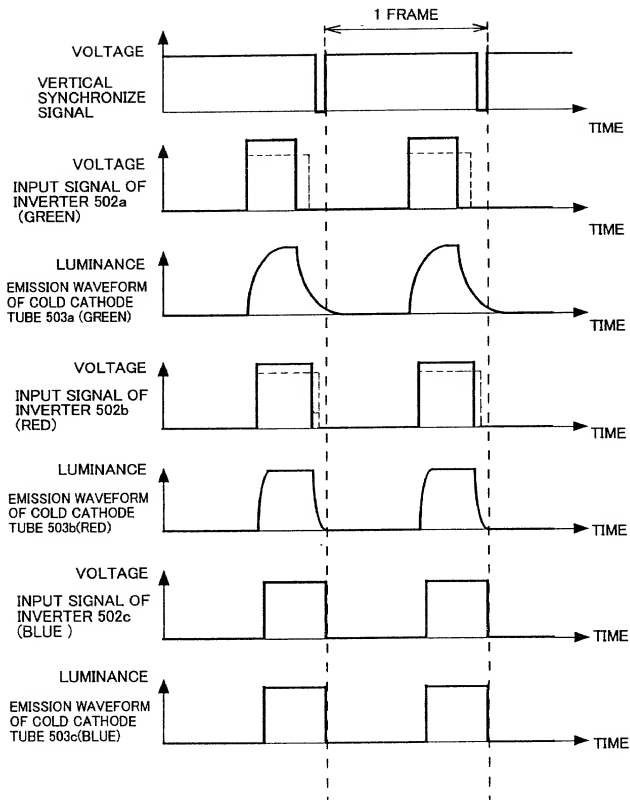 1 FRAME
VOLTAGE
VERTICAL
SYNCHRONIZE
SIGNAL
TIME
VOLTAGE
INPUT SIGNAL OF
INVERTER 502a
(GREEN)
TIME
LUMINANCE
EMISSION WAVEFORM
OF COLD CATHODE
TUBE 503a (GREEN)
TIME
VOLTAGE
INPUT SIGNAL OF
INVERTER 502b
(RED)
TIME
LUMINANCE
EMISSION WAVEFORM
OF COLD CATHODE
TUBE 503b(RED)
TIME
VOLTAGE
INPUT SIGNAL OF
INVERTER 502c
(BLUE )
TIME
LUMINANCE
EMISSION WAVEFORM
OF COLD CATHODE
TUBE 503c(BLUE)
TIME